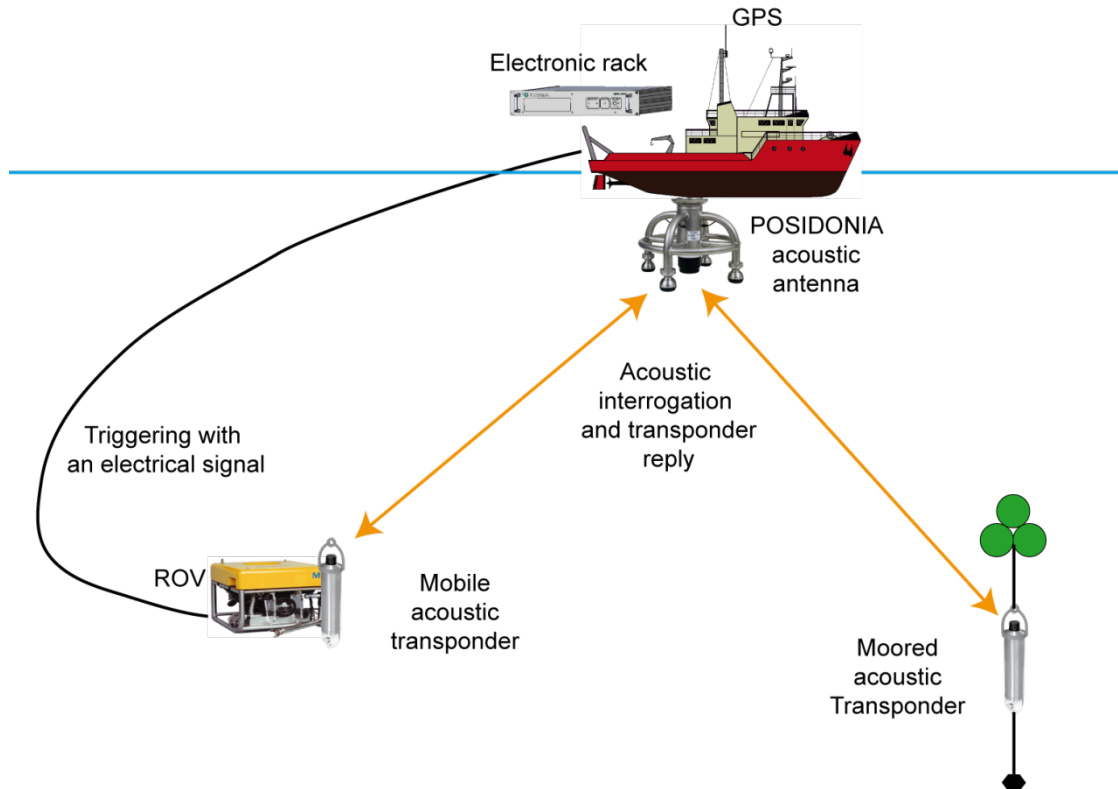 GPS
Electronic rack
POSIDONIA
acoustic
antenna
Acoustic
interrogation
and transponder
reply
Triggering with
an electrical signal
ROV
Mobile
acoustic
transponder
Moored
acoustic
Transponder